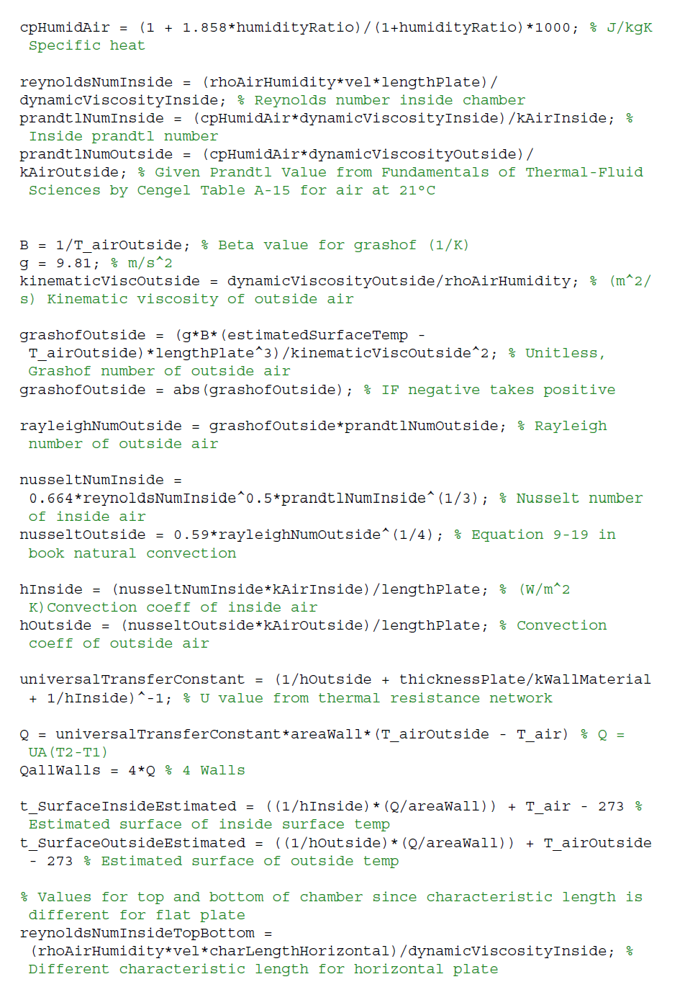 cpHumidAir = (1 + 1.858*humidityRatio)/(1+humidityRatio)*1000; % J/kgK
Specific heat
reynoldsNumInside = (rhoAirHumidity*vel*lengthPlate)/
dynamicViscosityInside; % Reynolds number inside chamber
prandtlNumInside = (cpHumidAir*dynamicViscosityInside)/kAirInside; %
Inside prandtl number
prandtlNumOutside = (cpHumidAir*dynamicViscosityOutside)/
kAirOutside; % Given Prandtl Value from Fundamentals of Thermal-Fluid
Sciences by Cengel Table A-15 for air at 21ºC
B = 1/T_airOutside; % Beta value for grashof (1/K)
g = 9.81; % m/s^2
kinematicViscOutside = dynamicViscosityOutside/rhoAirHumidity; % (m^2/
s) Kinematic viscosity of outside air
grashofOutside = (g*B*(estimatedSurfaceTemp -
T_airOutside)*lengthPlate^3)/kinematicViscOutside^2; % Unitless,
Grashof number of outside air
grashofOutside = abs(grashofOutside); % IF negative takes positive
rayleighNumOutside = grashofOutside*prandtlNumOutside; % Rayleigh
number of outside air
nusseltNumInside =
0.664*reynoldsNumInside^0.5*prandtlNumInside^(1/3); % Nusselt number
of inside air
nusseltOutside = 0.59*rayleighNumOutside^(1/4); % Equation 9-19 in
book natural convection
hInside = (nusseltNumInside*kAirInside)/lengthPlate; % (W/m^2
K)Convection coeff of inside air
hOutside = (nusseltOutside*kAirOutside)/lengthPlate; % Convection
coeff of outside air
universalTransferConstant = (1/hOutside + thicknessPlate/kWallMaterial
+ 1/hInside)^-1; % U value from thermal resistance network
Q = universalTransferConstant*areaWall*(T_airOutside - T_air) % Q =
UA(T2-T1)
QallWalls = 4*Q % 4 Walls
t_SurfaceInsideEstimated = ((1/hInside)*(Q/areaWall)) + T_air - 273 %
Estimated surface of inside surface temp
t_SurfaceOutsideEstimated = ((1/hOutside)*(Q/areaWall)) + T_airOutside
- 273 % Estimated surface of outside temp
% Values for top and bottom of chamber since characteristic length is
different for flat plate
reynoldsNumInsideTopBottom =
(rhoAirHumidity*vel*charLengthHorizontal)/dynamicViscosityInside; %
Different characteristic length for horizontal plate